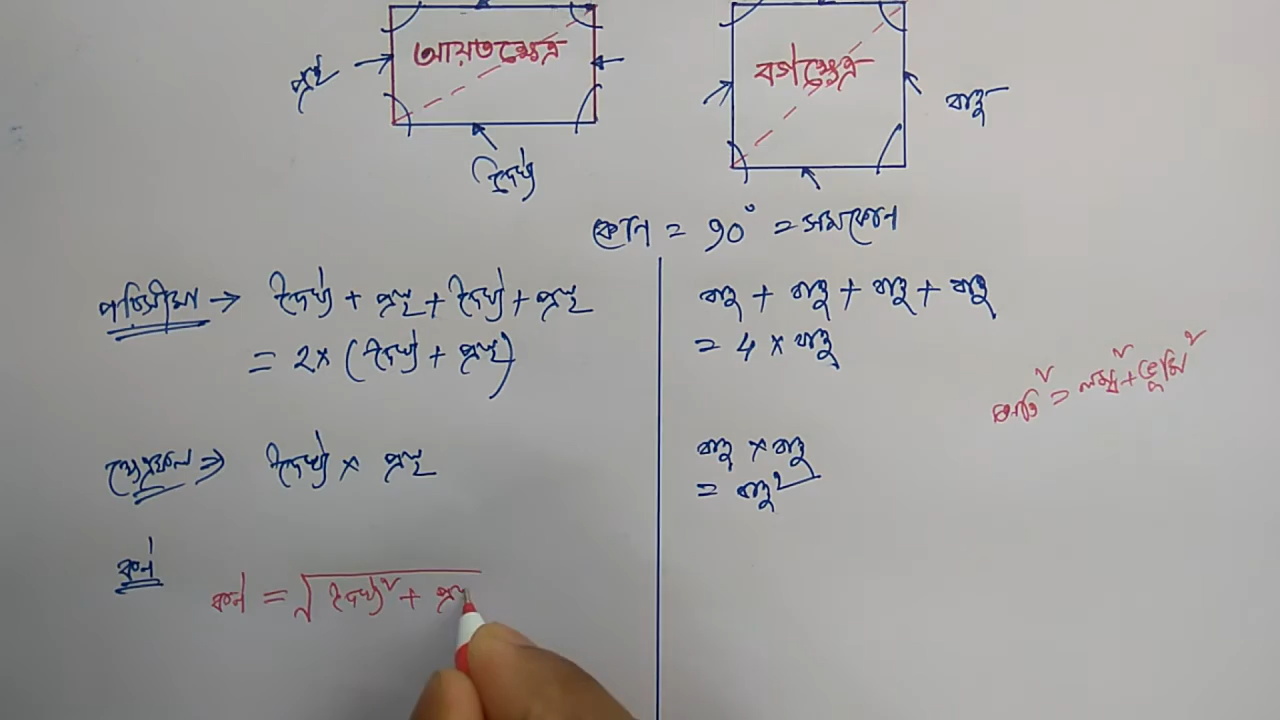 আয়তক্ষেত্র
বর্গক্ষেত্র
প্রস্থ
বাহু
দৈর্ঘ্য
কোন = 90° = সমকোন
পরিসীমা → দৈর্ঘ্য + প্রস্থ + দৈর্ঘ্য + প্রস্থ
= 2 × (দৈর্ঘ্য + প্রস্থ)
বাহু + বাহু + বাহু + বাহু
= 4 × বাহু
অতি² = লম্ব² + ভূমি²
ক্ষেত্রফল ⇒ দৈর্ঘ্য × প্রস্থ
বাহু × বাহু
= বাহু²
কর্ন
কর্ন = √দৈর্ঘ্য² + প্রস্থ